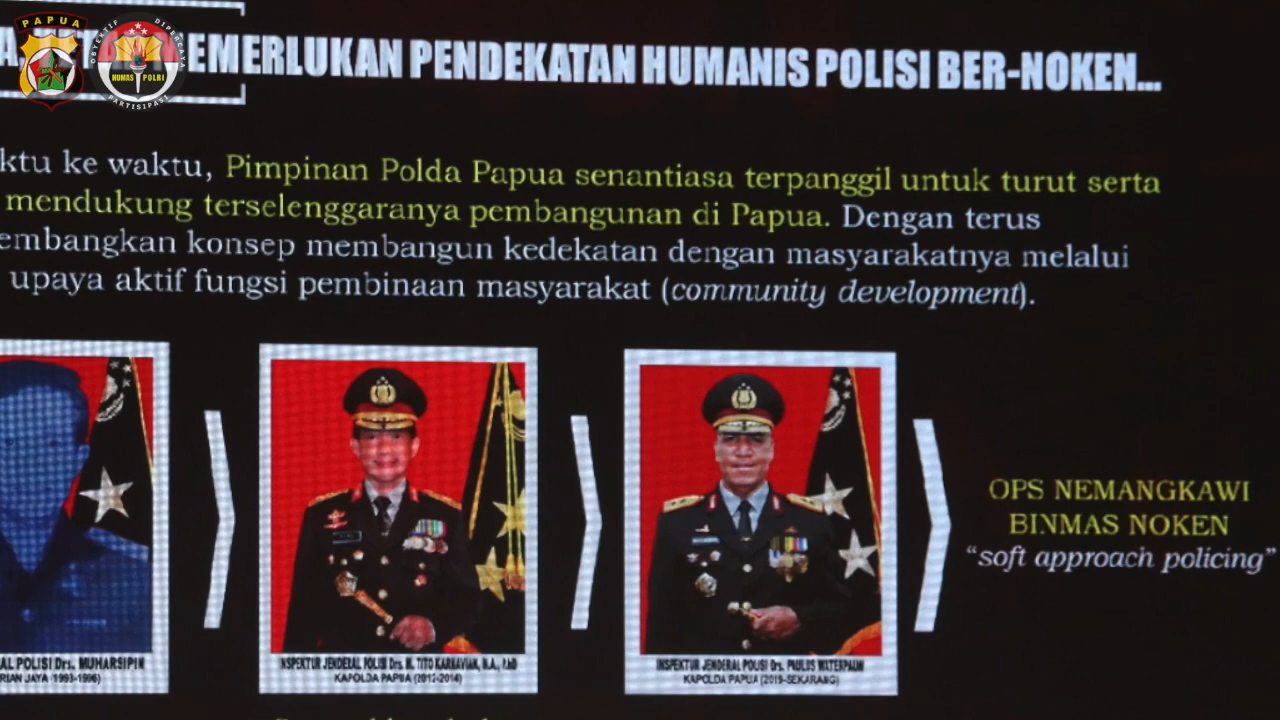 PAPUA
OBYEKTIF DIPERCAYA
PARTISIPASI
HUMAS POLRI
MEMERLUKAN PENDEKATAN HUMANIS POLISI BER-NOKEN...
ktu ke waktu, Pimpinan Polda Papua senantiasa terpanggil untuk turut serta
mendukung terselenggaranya pembangunan di Papua. Dengan terus
embangkan konsep membangun kedekatan dengan masyarakatnya melalui
upaya aktif fungsi pembinaan masyarakat (community development).
OPS NEMANGKAWI
BINMAS NOKEN
“soft approach policing”
AL POLISI Drs. MUHARSIPIN
RIAN JAYA (1993-1996)
INSPEKTUR JENDERAL POLISI Drs. M. TITO KARNAVIAN, M.A., PhD
KAPOLDA PAPUA (2012-2014)
INSPEKTUR JENDERAL POLISI Drs. PAULUS WATERPAUW
KAPOLDA PAPUA (2019-SEKARANG)